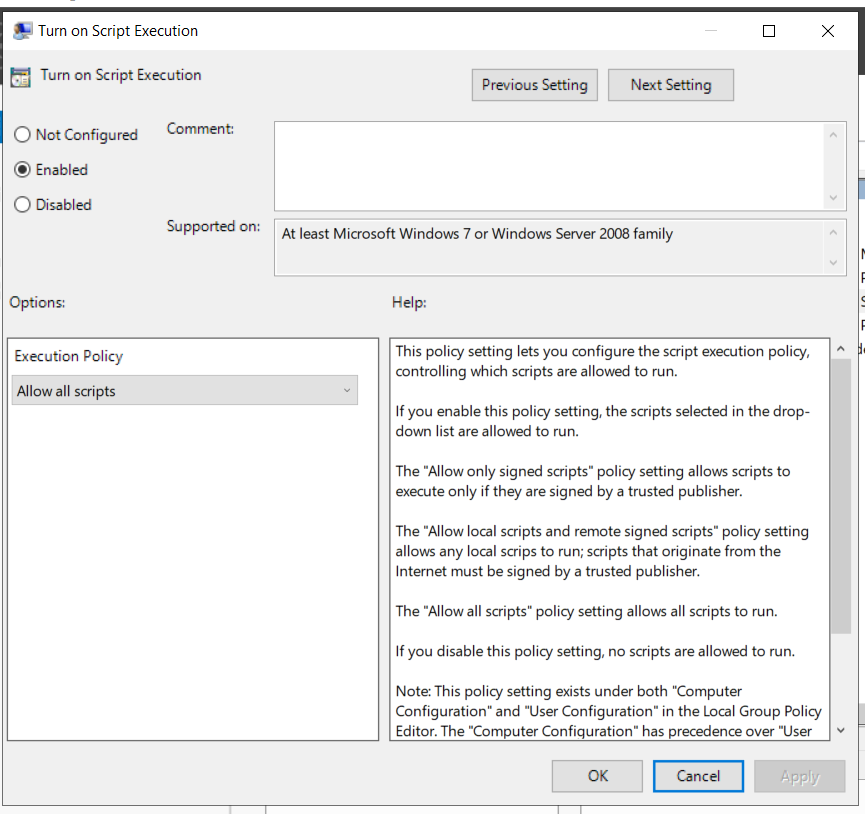 Turn on Script Execution
Turn on Script Execution
Previous Setting
Next Setting
Not Configured
Enabled
Disabled
Comment:
Supported on:
At least Microsoft Windows 7 or Windows Server 2008 family
Options:
Help:
Execution Policy
Allow all scripts
This policy setting lets you configure the script execution policy,
controlling which scripts are allowed to run.
If you enable this policy setting, the scripts selected in the drop-
down list are allowed to run.
The "Allow only signed scripts" policy setting allows scripts to
execute only if they are signed by a trusted publisher.
The "Allow local scripts and remote signed scripts" policy setting
allows any local scrips to run; scripts that originate from the
Internet must be signed by a trusted publisher.
The "Allow all scripts" policy setting allows all scripts to run.
If you disable this policy setting, no scripts are allowed to run.
Note: This policy setting exists under both "Computer
Configuration" and "User Configuration" in the Local Group Policy
Editor. The "Computer Configuration" has precedence over "User
OK
Cancel
Apply